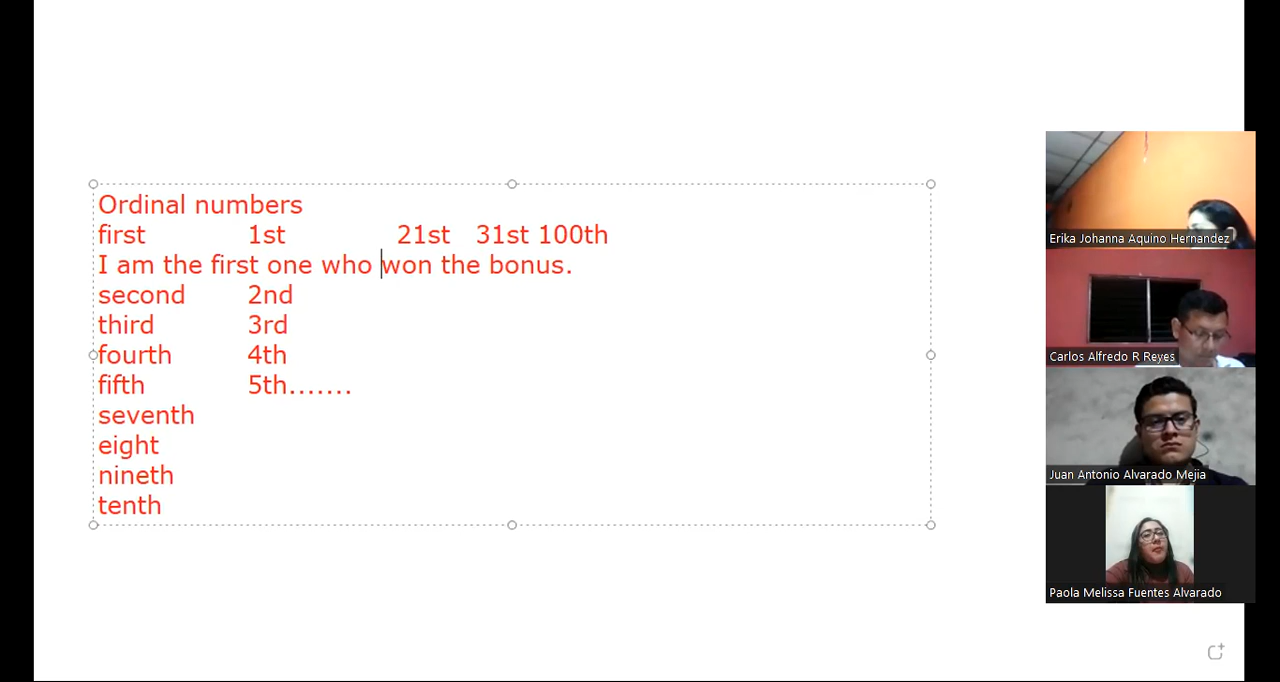 Ordinal numbers
first 1st 21st 31st 100th
I am the first one who won the bonus.
second 2nd
third 3rd
fourth 4th
fifth 5th.......
seventh
eight
nineth
tenth
Erika Johanna Aquino Hernandez
Carlos Alfredo R Reyes
Juan Antonio Alvarado Mejia
Paola Melissa Fuentes Alvarado